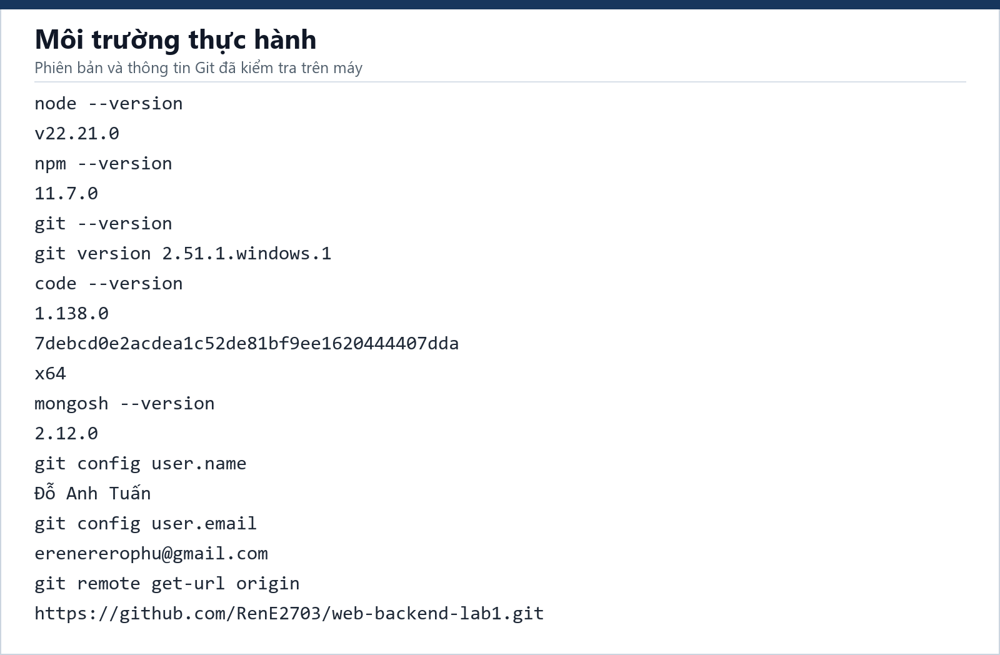 Môi trường thực hành
Phiên bản và thông tin Git đã kiểm tra trên máy
node --version
v22.21.0
npm --version
11.7.0
git --version
git version 2.51.1.windows.1
code --version
1.138.0
7debcd0e2acdea1c52de81bf9ee1620444407dda
x64
mongosh --version
2.12.0
git config user.name
Đỗ Anh Tuấn
git config user.email
erenererophu@gmail.com
git remote get-url origin
https://github.com/RenE2703/web-backend-lab1.git